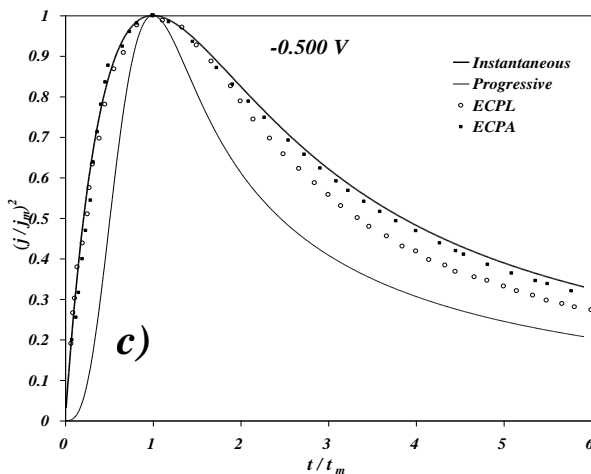 -0.500 V
Instantaneous
Progressive
ECPL
ECPA
c)
(j/j_m)^2
1
0.9
0.8
0.7
0.6
0.5
0.4
0.3
0.2
0.1
0
0 1 2 3 4 5 6
t/t_m